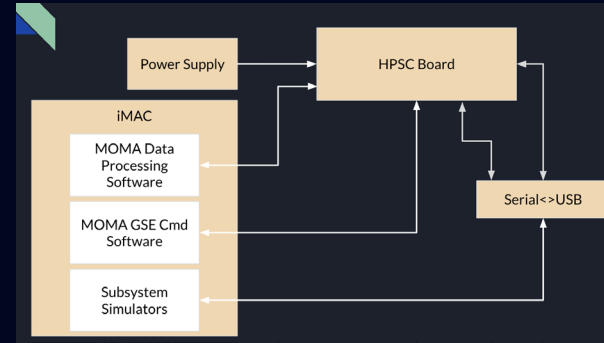 Power Supply
HPSC Board
iMAC
MOMA Data
Processing
Software
MOMA GSE Cmd
Software
Serial<>USB
Subsystem
Simulators